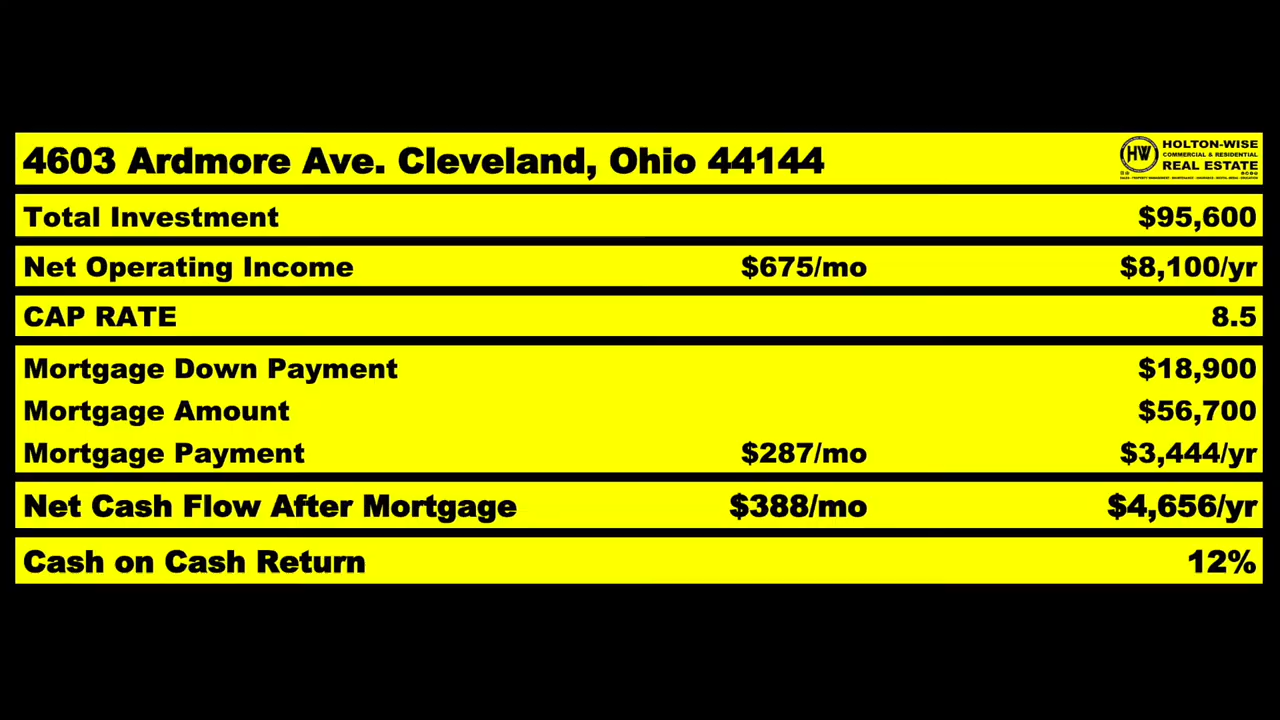 4603 Ardmore Ave. Cleveland, Ohio 44144
HW
HOLTON-WISE
COMMERCIAL & RESIDENTIAL
REAL ESTATE
Total Investment $95,600
Net Operating Income $675/mo $8,100/yr
CAP RATE 8.5
Mortgage Down Payment $18,900
Mortgage Amount $56,700
Mortgage Payment $287/mo $3,444/yr
Net Cash Flow After Mortgage $388/mo $4,656/yr
Cash on Cash Return 12%